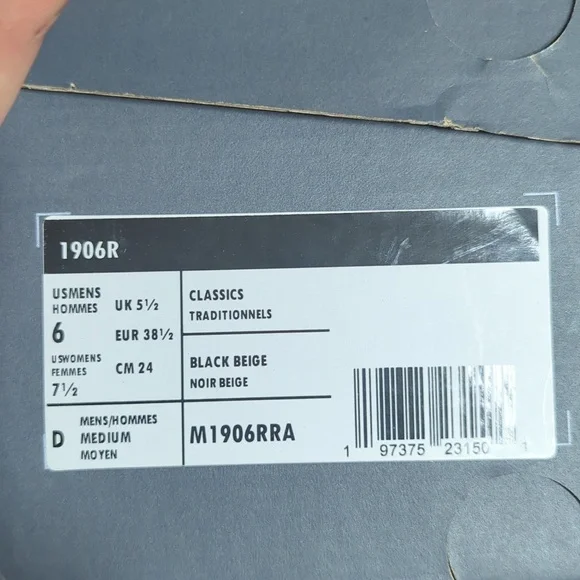 1906R
USMENS
HOMMES
6
UK 5½
EUR 38½
USWOMENS
FEMMES
7½
CM 24
CLASSICS
TRADITIONNELS
BLACK BEIGE
NOIR BEIGE
D
MENS/HOMMES
MEDIUM
MOYEN
M1906RRA
1 97375 23150 1